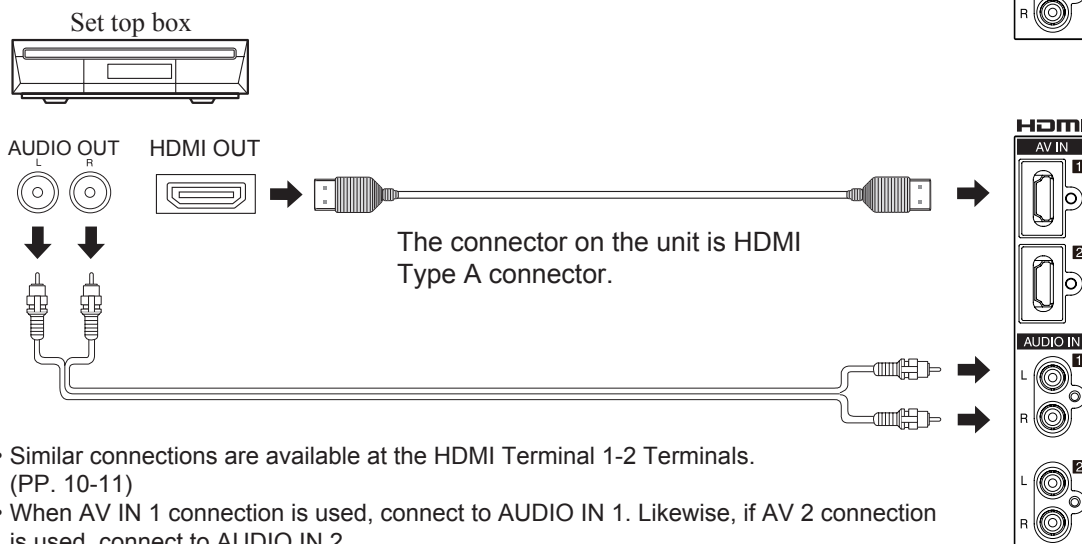 Set top box
AUDIO OUT
L R
HDMI OUT
The connector on the unit is HDMI
Type A connector.
R
HDMI
AV IN
1
2
AUDIO IN
1
L
R
2
L
R
• Similar connections are available at the HDMI Terminal 1-2 Terminals.
(PP. 10-11)
• When AV IN 1 connection is used, connect to AUDIO IN 1. Likewise, if AV 2 connection
is used, connect to AUDIO IN 2.